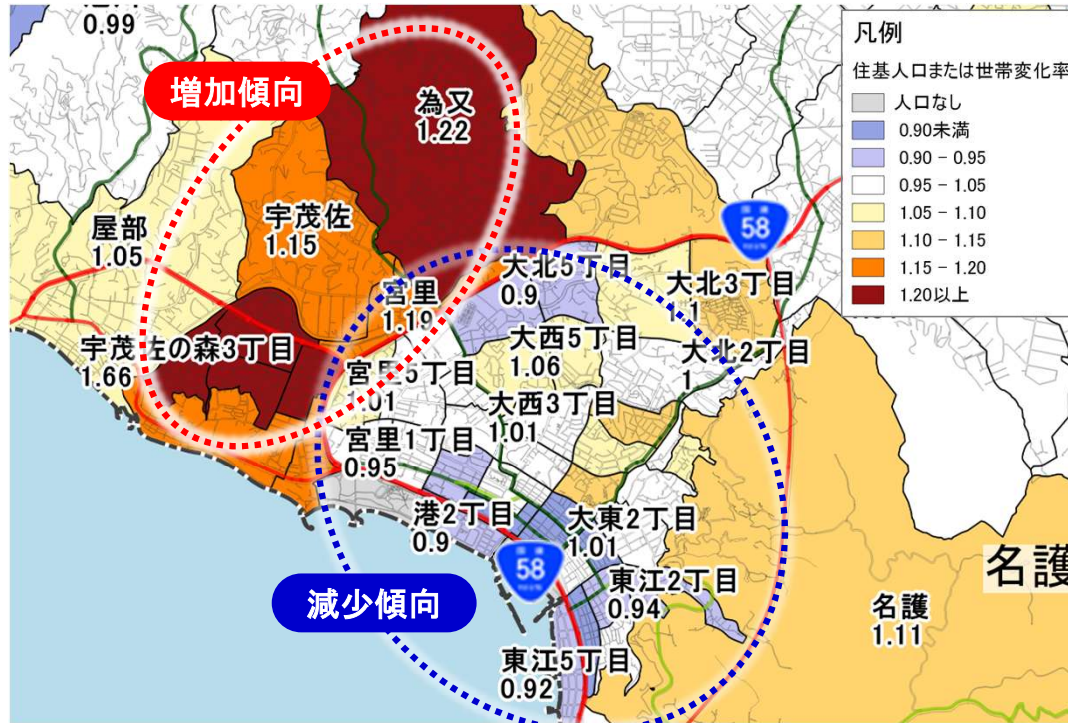 0.99
増加傾向
為又
1.22
宇茂佐
1.15
屋部
1.05
宮里
1.19
宇茂佐の森3丁目
1.66
大北5丁目
0.9
大北3丁目
1.1
大西5丁目
1.06
大北2丁目
1
宮里5丁目
1.01
大西3丁目
1.01
宮里1丁目
0.95
港2丁目
0.9
大東2丁目
1.01
東江2丁目
0.94
減少傾向
東江5丁目
0.92
名護
1.11
名護
国道
58
ROUTE
国道
58
ROUTE
凡例
住基人口または世帯変化率
人口なし
0.90未満
0.90 - 0.95
0.95 - 1.05
1.05 - 1.10
1.10 - 1.15
1.15 - 1.20
1.20以上